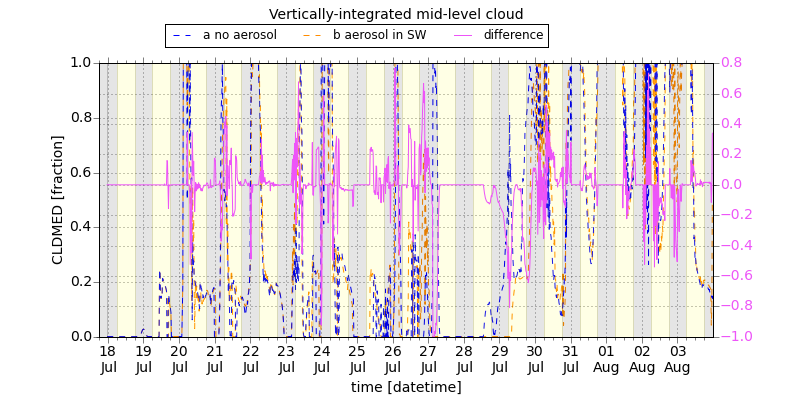 Vertically-integrated mid-level cloud
a no aerosol b aerosol in SW difference
1.0 0.8
0.6
0.8 0.4
0.2
0.6 0.0
0.4 −0.2
−0.4
0.2 −0.6
−0.8
0.0 −1.0
CLDMED [fraction]
18 19 20 21 22 23 24 25 26 27 28 29 30 31 01 02 03
Jul Jul Jul Jul Jul Jul Jul Jul Jul Jul Jul Jul Jul Jul Aug Aug Aug
time [datetime]